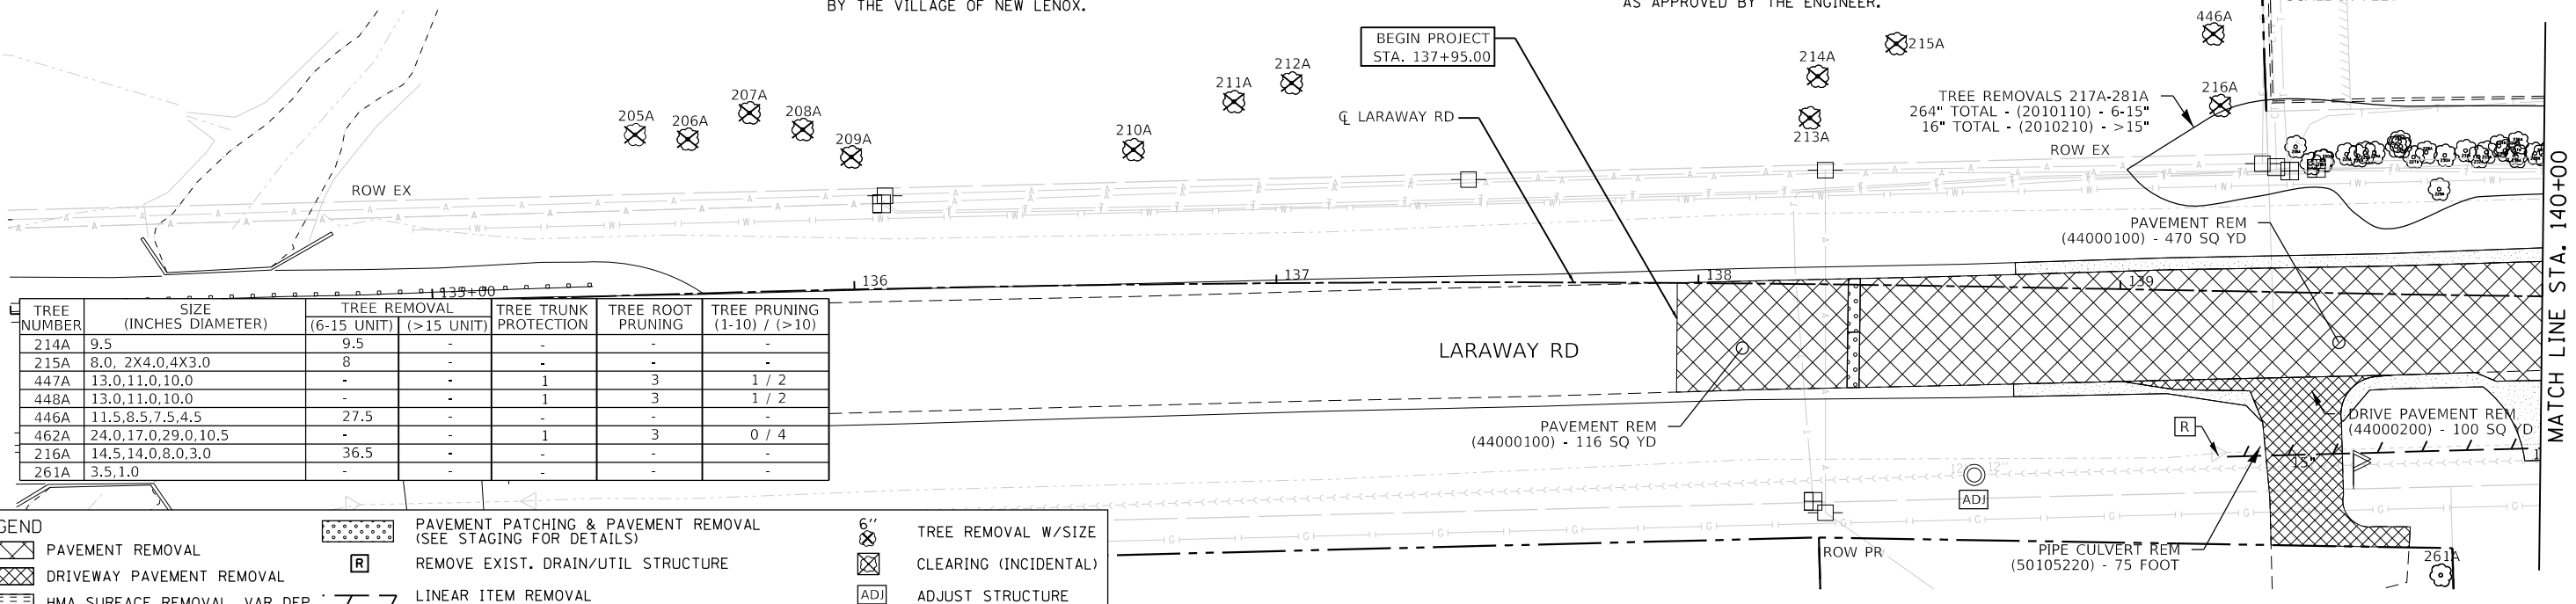 BY THE VILLAGE OF NEW LENOX.
AS APPROVED BY THE ENGINEER.
446A
BEGIN PROJECT
STA. 137+95.00
215A
214A
212A
211A
207A
205A
206A
208A
209A
210A
℄ LARAWAY RD
213A
216A
TREE REMOVALS 217A-281A
264" TOTAL - (2010110) - 6-15"
16" TOTAL - (2010210) - >15"
ROW EX
ROW EX
MATCH LINE STA. 140+00
PAVEMENT REM
(44000100) - 470 SQ YD
135+00
136
137
138
139
TREE NUMBER SIZE (INCHES DIAMETER) TREE REMOVAL (6-15 UNIT) (>15 UNIT) TREE TRUNK PROTECTION TREE ROOT PRUNING TREE PRUNING (1-10) / (>10)
214A 9.5 9.5 - - - -
215A 8.0, 2X4.0,4X3.0 8 - - - -
447A 13.0,11.0,10.0 - - 1 3 1 / 2
448A 13.0,11.0,10.0 - - 1 3 1 / 2
446A 11.5,8.5,7.5,4.5 27.5 - - - -
462A 24.0,17.0,29.0,10.5 - - 1 3 0 / 4
216A 14.5,14.0,8.0,3.0 36.5 - - - -
261A 3.5,1.0 - - - - -
LARAWAY RD
PAVEMENT REM
(44000100) - 116 SQ YD
R
DRIVE PAVEMENT REM
(44000200) - 100 SQ YD
15"
12" 12"
ADJ
PIPE CULVERT REM
(50105220) - 75 FOOT
ROW PR
261A
PAVEMENT REMOVAL
DRIVEWAY PAVEMENT REMOVAL
PAVEMENT PATCHING & PAVEMENT REMOVAL
(SEE STAGING FOR DETAILS)
R REMOVE EXIST. DRAIN/UTIL STRUCTURE
LINEAR ITEM REMOVAL
6'' TREE REMOVAL W/SIZE
CLEARING (INCIDENTAL)
ADJ ADJUST STRUCTURE